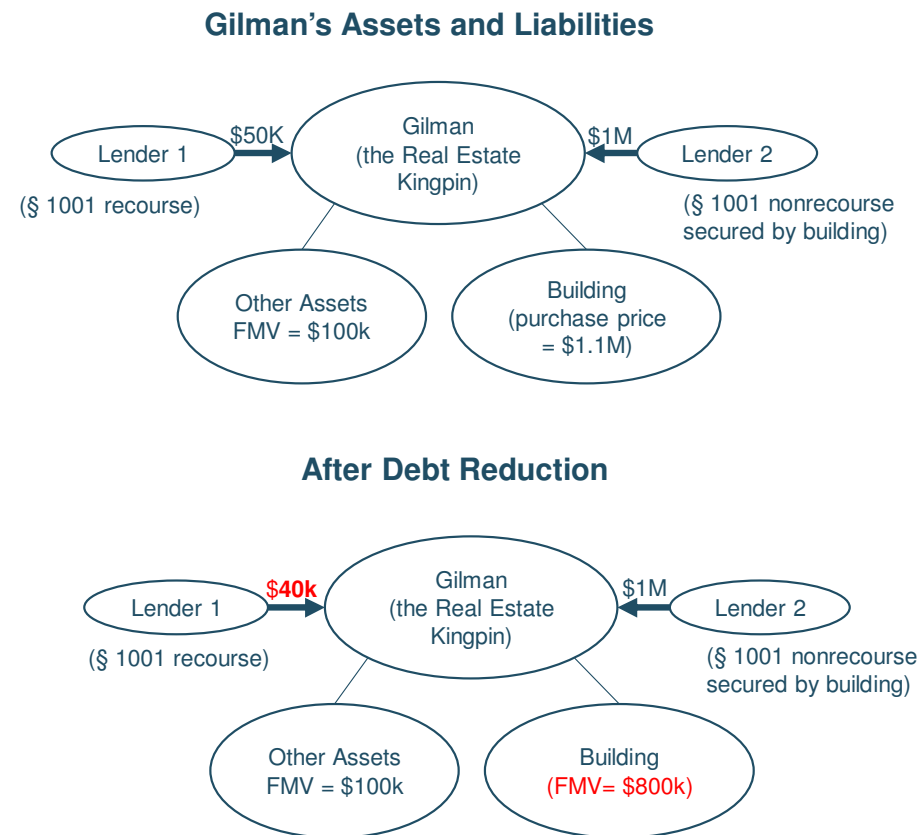 Gilman's Assets and Liabilities
$50K
Lender 1
(§ 1001 recourse)
Gilman
(the Real Estate
Kingpin)
$1M
Lender 2
(§ 1001 nonrecourse
secured by building)
Other Assets
FMV = $100k
Building
(purchase price
= $1.1M)
After Debt Reduction
$40k
Lender 1
(§ 1001 recourse)
Gilman
(the Real Estate
Kingpin)
$1M
Lender 2
(§ 1001 nonrecourse
secured by building)
Other Assets
FMV = $100k
Building
(FMV= $800k)